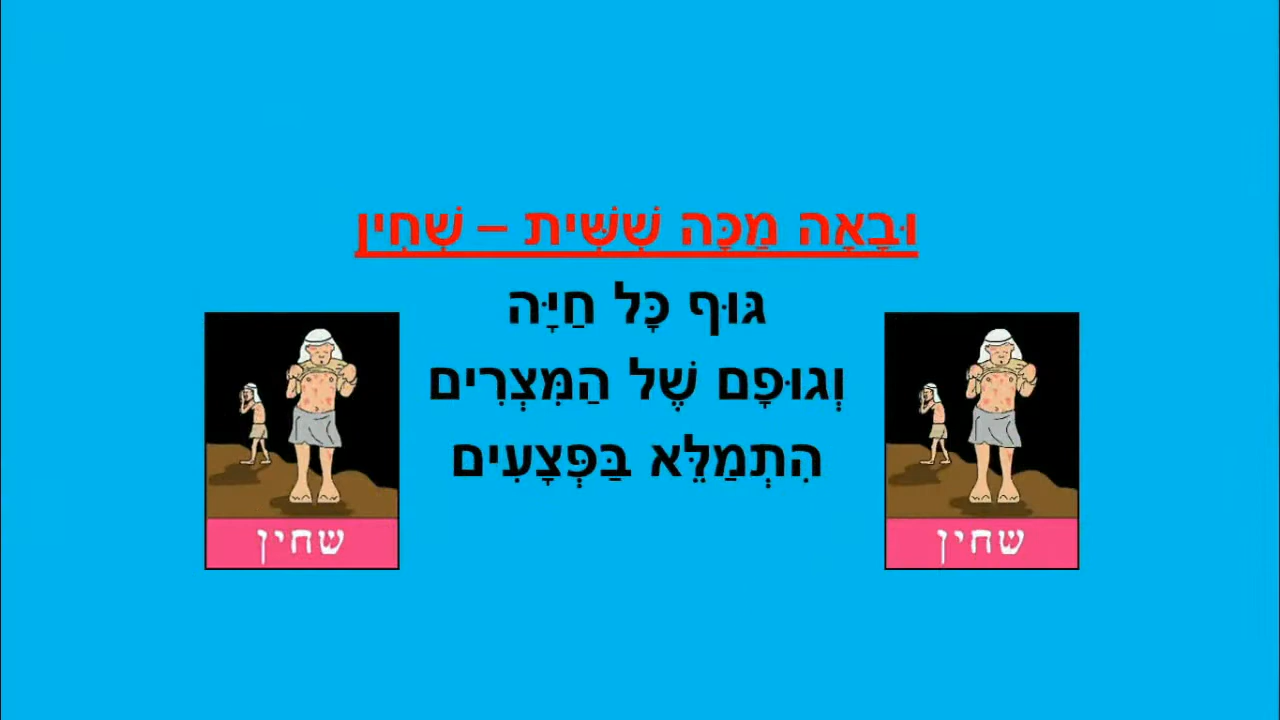 וּבָאָה מַכָּה שִׁשִּׁית – שְׁחִין
גּוּף כָּל חַיָּה
וְגוּפָם שֶׁל הַמִּצְרִים
הִתְמַלֵּא בַּפְּצָעִים
שחין
שחין